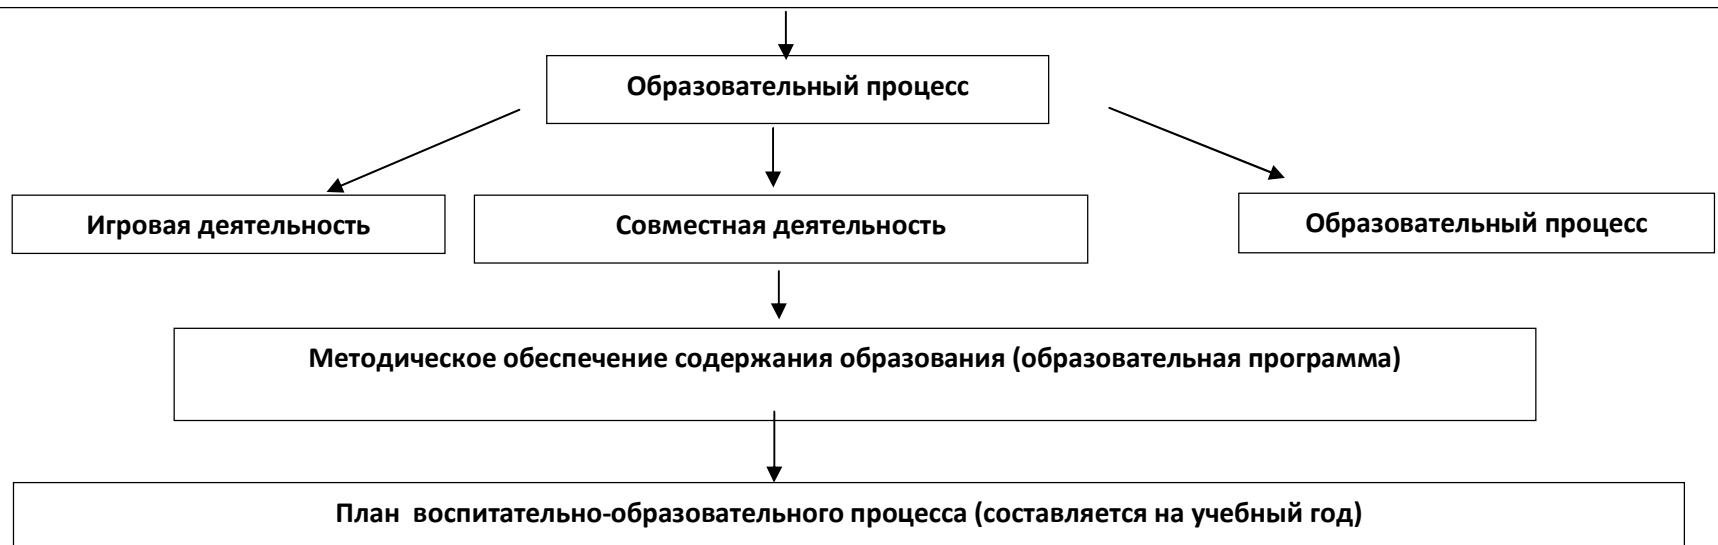 Образовательный процесс
Игровая деятельность
Совместная деятельность
Образовательный процесс
Методическое обеспечение содержания образования (образовательная программа)
План  воспитательно-образовательного процесса (составляется на учебный год)